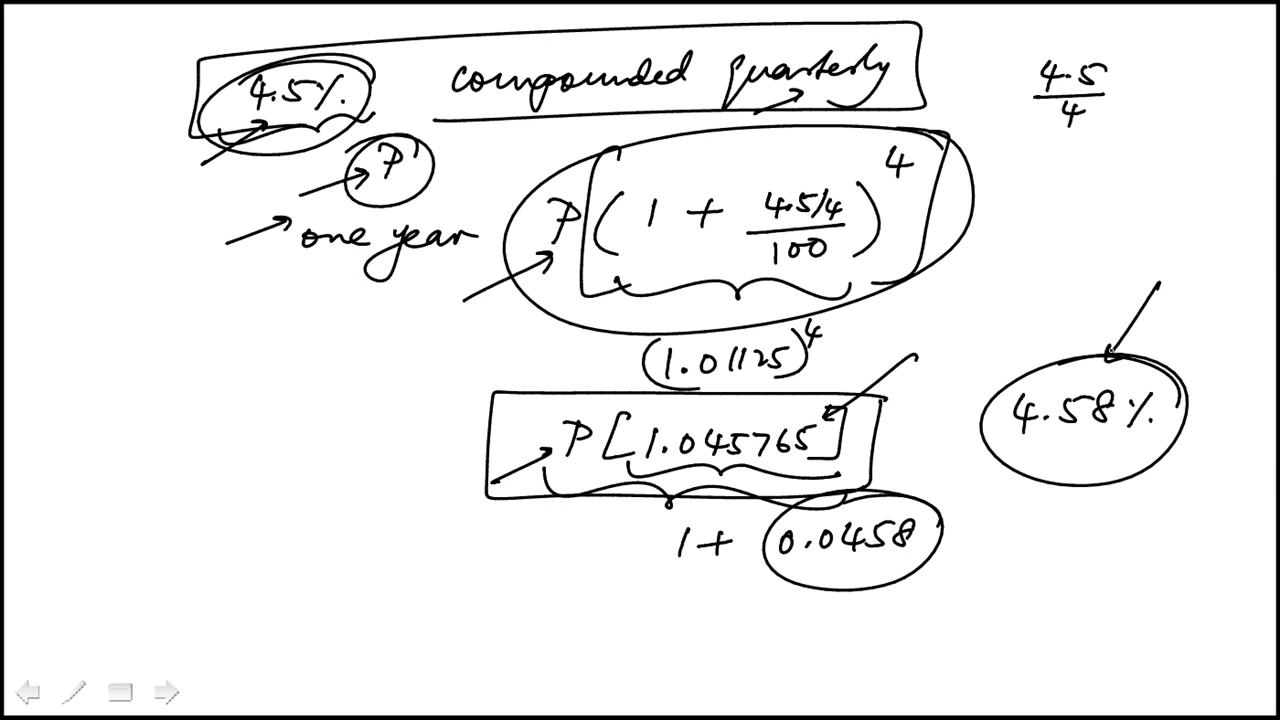 4.5% compounded quarterly
4.5/4
P
one year
P [(1 + (4.5/4)/100)^4]
(1.01125)^4
P [1.045765]
4.58%
1 + 0.0458